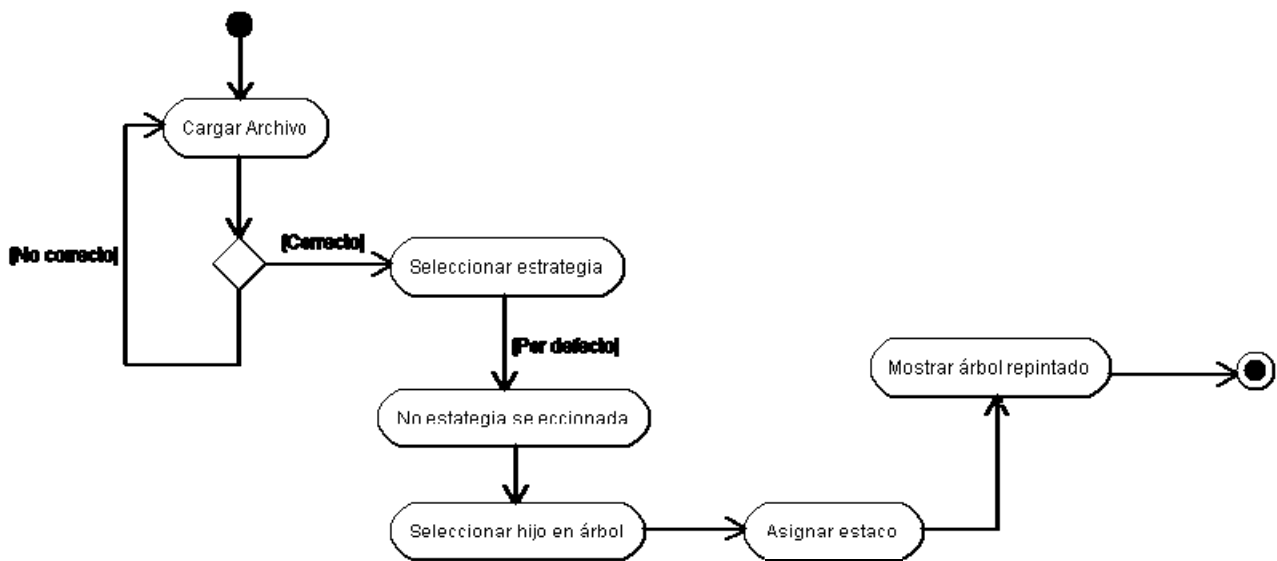 Cargar Archivo
[No correcto]
[Correcto]
Seleccionar estrategia
[Por defecto]
No estategia seleccionada
Seleccionar hijo en árbol
Asignar estado
Mostrar árbol repintado